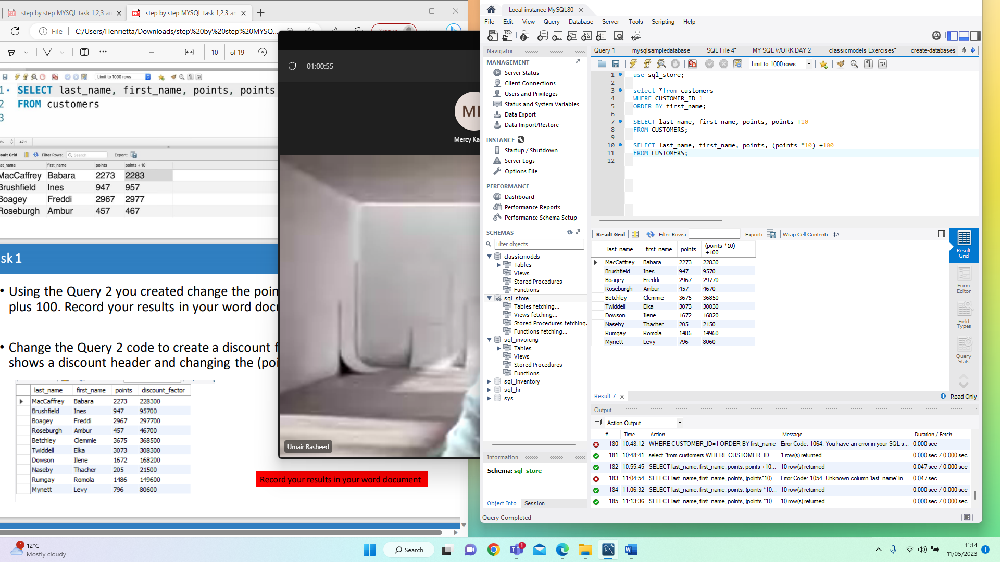 step by step MYSQL task 1,2,3 an
step by step MYSQL task 1,2,3 an
File
C:/Users/Henrietta/Downloads/step%20by%20step%20MYSQ...
10 of 19
Limit to 1000 rows
1 SELECT last_name, first_name, points, points
2 FROM customers
3
47:1
Result Grid Filter Rows: Search Export:
last_name first_name points points + 10
MacCaffrey Babara 2273 2283
Brushfield Ines 947 957
Boagey Freddi 2967 2977
Roseburgh Ambur 457 467
sk 1
• Using the Query 2 you created change the poin
plus 100. Record your results in your word docu
• Change the Query 2 code to create a discount f
shows a discount header and changing the (poi
last_name first_name points discount_factor
MacCaffrey Babara 2273 228300
Brushfield Ines 947 95700
Boagey Freddi 2967 297700
Roseburgh Ambur 457 46700
Betchley Clemmie 3675 368500
Twiddell Elka 3073 308300
Dowson Ilene 1672 168200
Naseby Thacher 205 21500
Rumgay Romola 1486 149600
Mynett Levy 796 80600
Record your results in your word document
01:00:55
Mercy Ka
Umair Rasheed
Local instance MySQL80
File Edit View Query Database Server Tools Scripting Help
Navigator
MANAGEMENT
Server Status
Client Connections
Users and Privileges
Status and System Variables
Data Export
Data Import/Restore
INSTANCE
Startup / Shutdown
Server Logs
Options File
PERFORMANCE
Dashboard
Performance Reports
Performance Schema Setup
SCHEMAS
Filter objects
classicmodels
Tables
Views
Stored Procedures
Functions
sql_store
Tables fetching...
Views fetching...
Stored Procedures fetching.
Functions fetching...
sql_invoicing
Tables
Views
Stored Procedures
Functions
sql_inventory
sql_hr
sys
Information
Schema: sql_store
Object Info Session
Query Completed
Query 1 mysqlsampledatabase SQL File 4* MY SQL WORK DAY 2 classicmodels Exercises* create-databases
Limit to 1000 rows
1 use sql_store;
2
3 select *from customers
4 WHERE CUSTOMER_ID=1
5 ORDER BY first_name;
6
7 SELECT last_name, first_name, points, points +10
8 FROM CUSTOMERS;
9
10 SELECT last_name, first_name, points, (points *10) +100
11 FROM CUSTOMERS;
12
Result Grid Filter Rows: Export: Wrap Cell Content:
last_name first_name points (points *10) +100
MacCaffrey Babara 2273 22830
Brushfield Ines 947 9570
Boagey Freddi 2967 29770
Roseburgh Ambur 457 4670
Betchley Clemmie 3675 36850
Twiddell Elka 3073 30830
Dowson Ilene 1672 16820
Naseby Thacher 205 2150
Rumgay Romola 1486 14960
Mynett Levy 796 8060
Result Grid
Form Editor
Field Types
Query Stats
Result 7
Read Only
Output
Action Output
# Time Action Message Duration / Fetch
180 10:48:12 WHERE CUSTOMER_ID=1 ORDER BY first_name Error Code: 1064. You have an error in your SQL s... 0.000 sec
181 10:48:41 select *from customers WHERE CUSTOMER_ID... 1 row(s) returned 0.000 sec / 0.000 sec
182 10:55:45 SELECT last_name, first_name, points, points +10... 10 row(s) returned 0.047 sec / 0.000 sec
183 11:04:54 SELECT last_name, first_name, points, (points*10)... Error Code: 1054. Unknown column 'last_name' in... 0.047 sec
184 11:06:32 SELECT last_name, first_name, points, (points *10... 10 row(s) returned 0.000 sec / 0.000 sec
185 11:13:36 SELECT last_name, first_name, points, (points *10... 10 row(s) returned 0.000 sec / 0.000 sec
1
12°C
Mostly cloudy
Search
1
11:14
11/05/2023
1